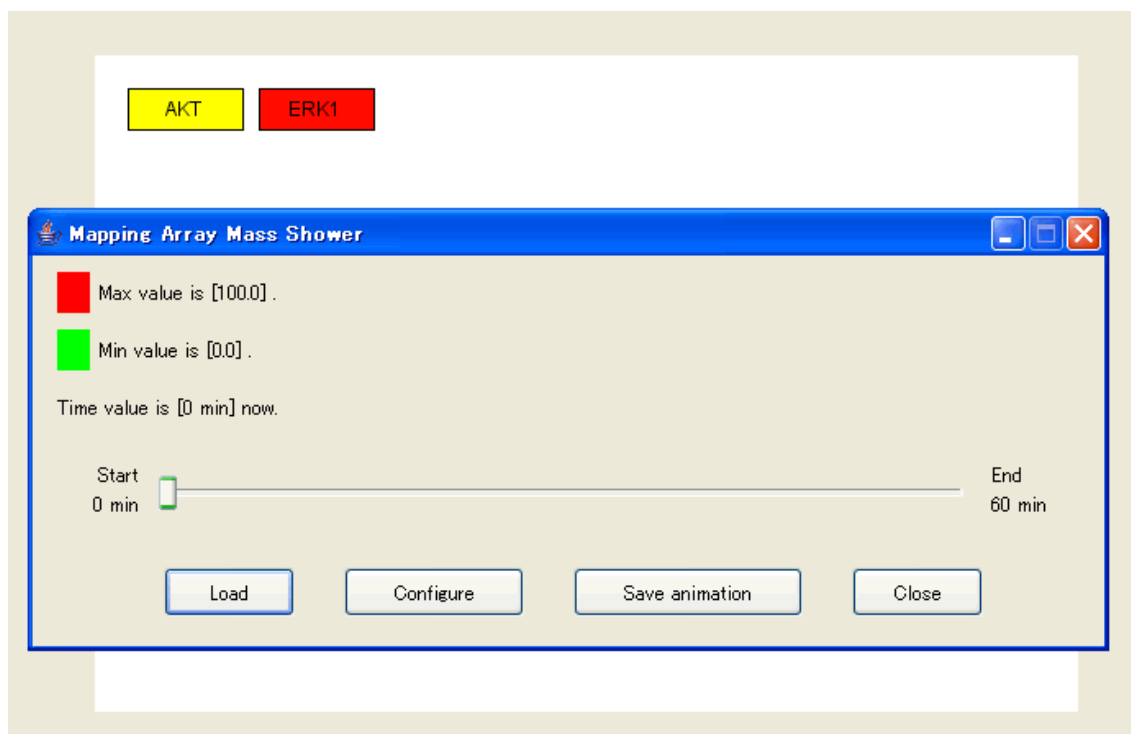 AKT ERK1
Mapping Array Mass Shower
Max value is [100.0] .
Min value is [0.0] .
Time value is [0 min] now.
Start End
0 min 60 min
Load Configure Save animation Close